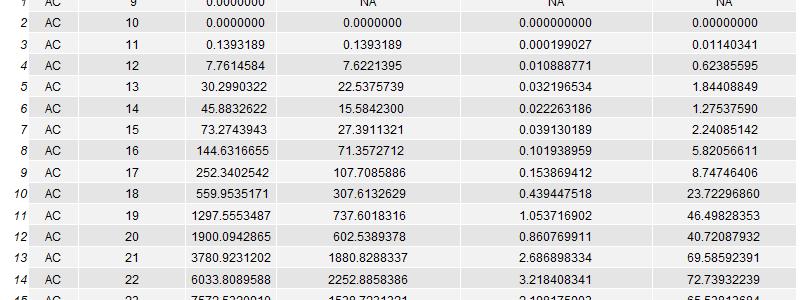 1 AC 9 0.0000000 NA NA NA
2 AC 10 0.0000000 0.0000000 0.000000000 0.00000000
3 AC 11 0.1393189 0.1393189 0.000199027 0.01140341
4 AC 12 7.7614584 7.6221395 0.010888771 0.62385595
5 AC 13 30.2990322 22.5375739 0.032196534 1.84408849
6 AC 14 45.8832622 15.5842300 0.022263186 1.27537590
7 AC 15 73.2743943 27.3911321 0.039130189 2.24085142
8 AC 16 144.6316655 71.3572712 0.101938959 5.82056611
9 AC 17 252.3402542 107.7085886 0.153869412 8.74746406
10 AC 18 559.9535171 307.6132629 0.439447518 23.72296860
11 AC 19 1297.5553487 737.6018316 1.053716902 46.49828353
12 AC 20 1900.0942865 602.5389378 0.860769911 40.72087932
13 AC 21 3780.9231202 1880.8288337 2.686898334 69.58592391
14 AC 22 6033.8089588 2252.8858386 3.218408341 72.73932239